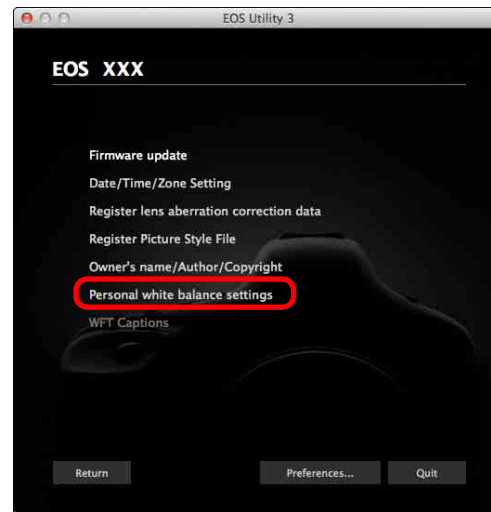 EOS Utility 3
EOS XXX
Firmware update
Date/Time/Zone Setting
Register lens aberration correction data
Register Picture Style File
Owner's name/Author/Copyright
Personal white balance settings
WFT Captions
Return Preferences... Quit